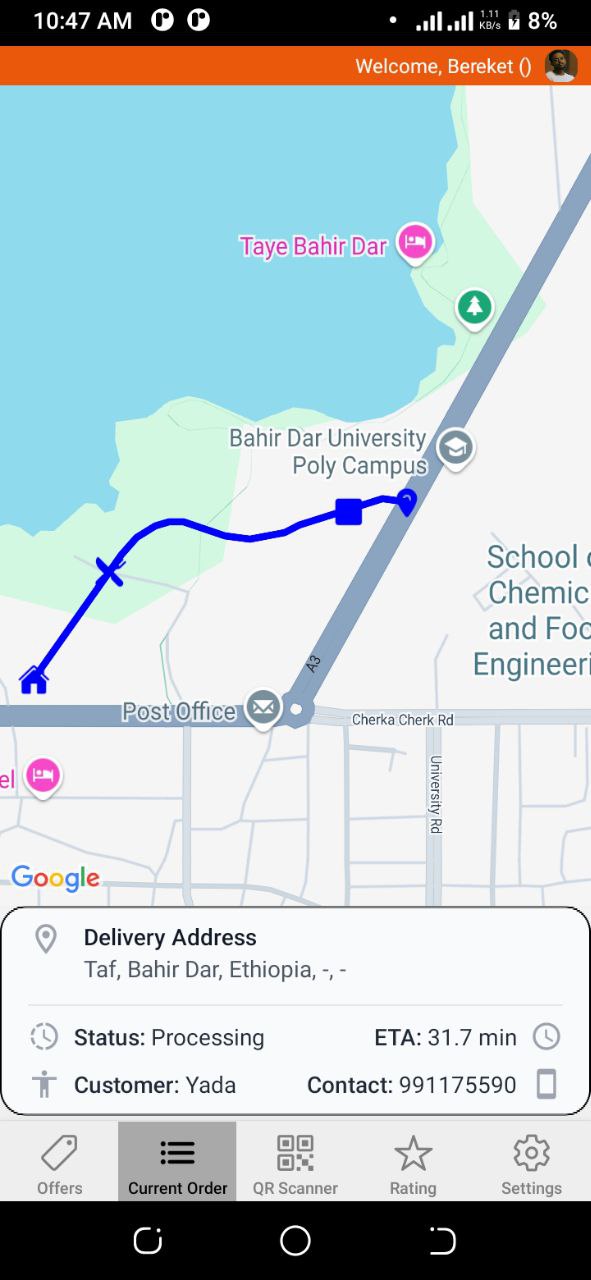 10:47 AM
1.11
KB/s
8%
Welcome, Bereket ()
Taye Bahir Dar
Bahir Dar University
Poly Campus
School
Chemic
and Foo
Engineeri
A3
Post Office
Cherka Cherk Rd
el
University Rd
Google
Delivery Address
Taf, Bahir Dar, Ethiopia, -, -
Status: Processing
ETA: 31.7 min
Customer: Yada
Contact: 991175590
Offers
Current Order
QR Scanner
Rating
Settings